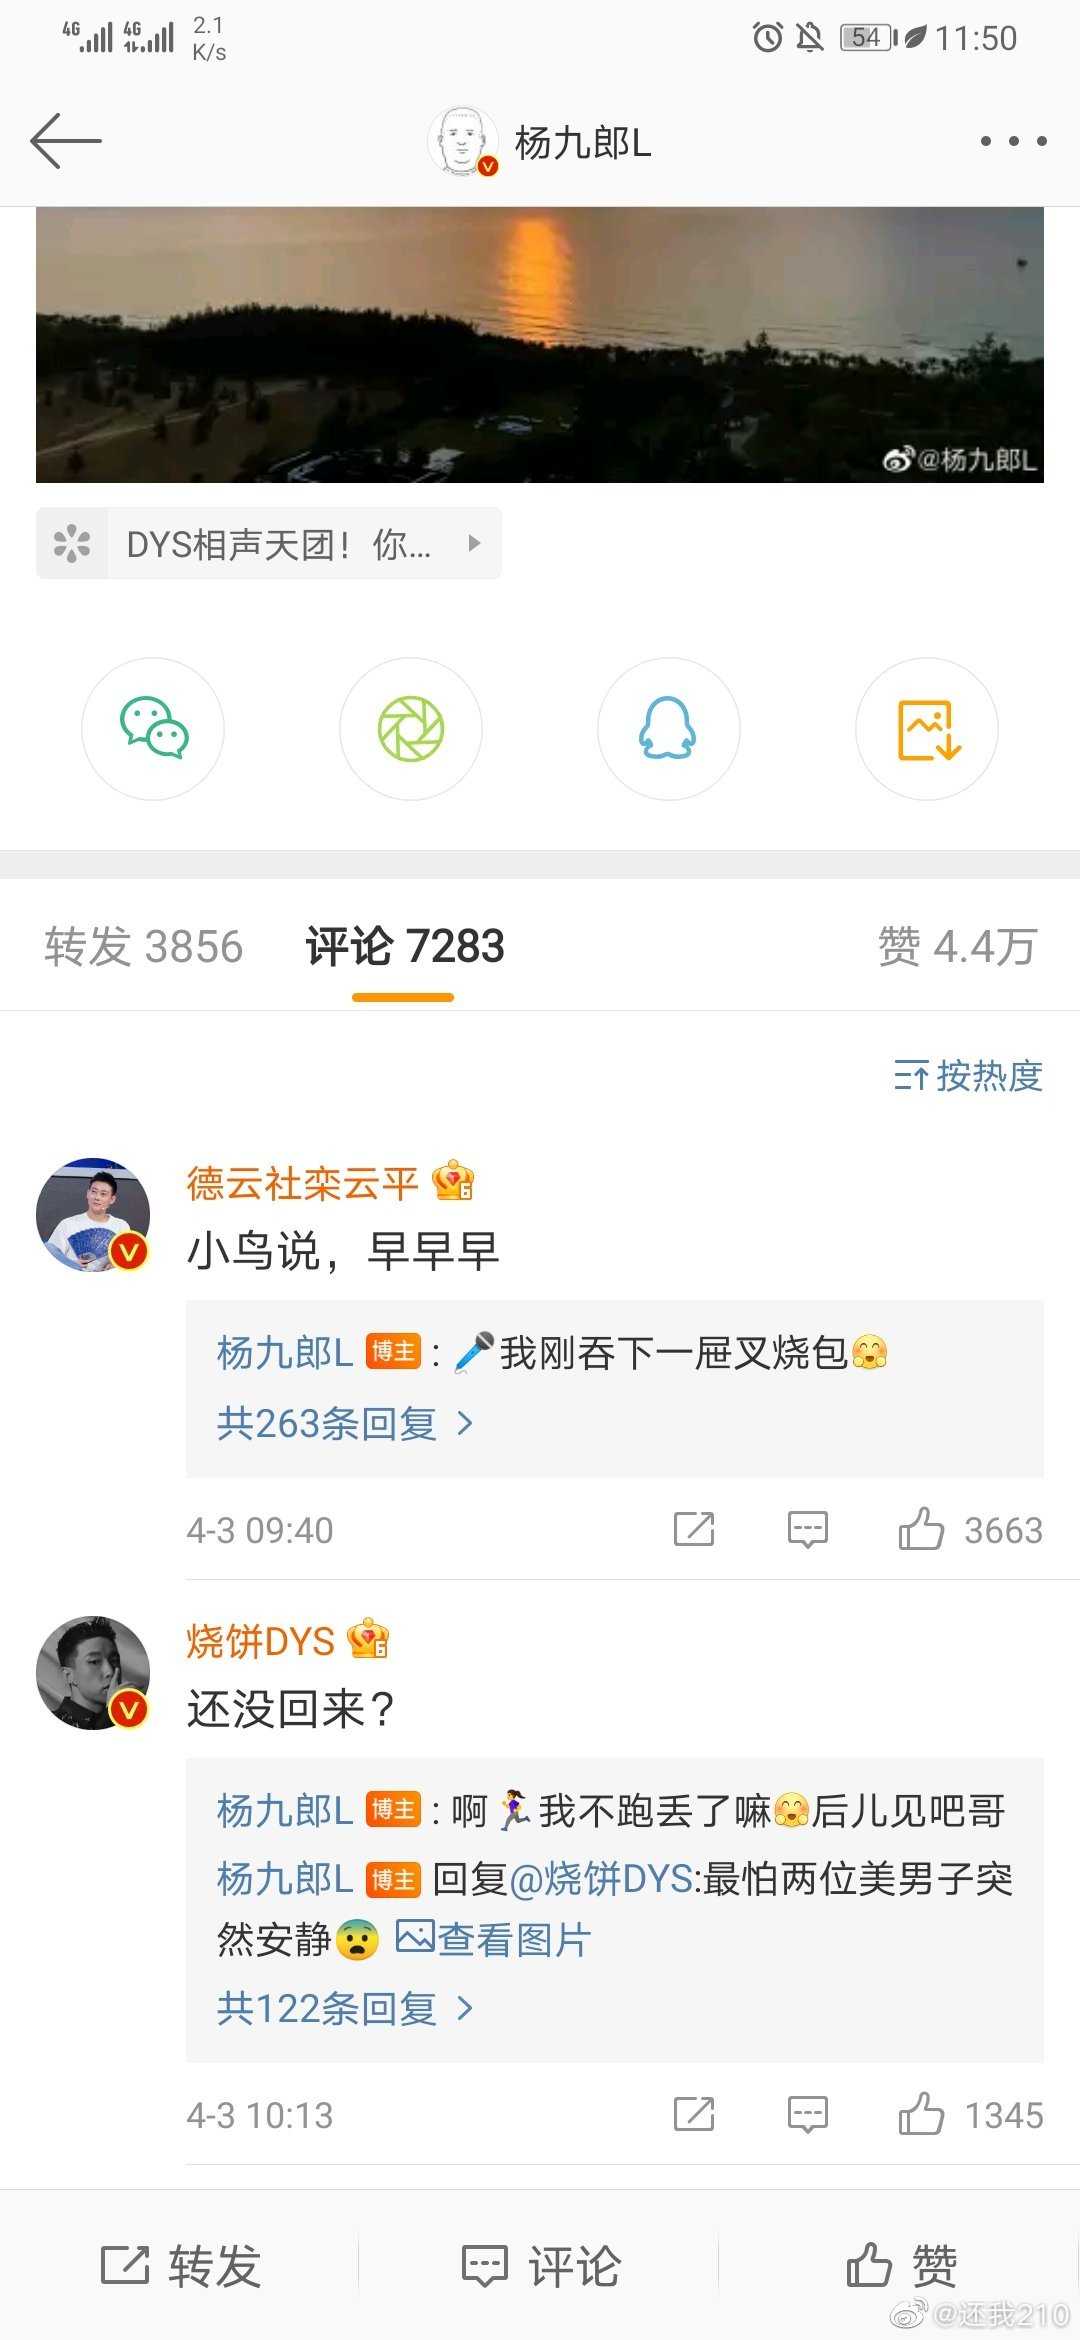 4G 4G 2.1 K/s 54 11:50
杨九郎L
@杨九郎L
DYS相声天团！你...
转发 3856 评论 7283 赞 4.4万
按热度
德云社栾云平
小鸟说，早早早
杨九郎L 博主：🎤我刚吞下一屉叉烧包🤗
共263条回复 >
4-3 09:40 3663
烧饼DYS
还没回来？
杨九郎L 博主：啊🏃‍♀️我不跑丢了嘛🤗后儿见吧哥
杨九郎L 博主 回复@烧饼DYS:最怕两位美男子突
然安静😨 查看图片
共122条回复 >
4-3 10:13 1345
转发 评论 赞
@还我210